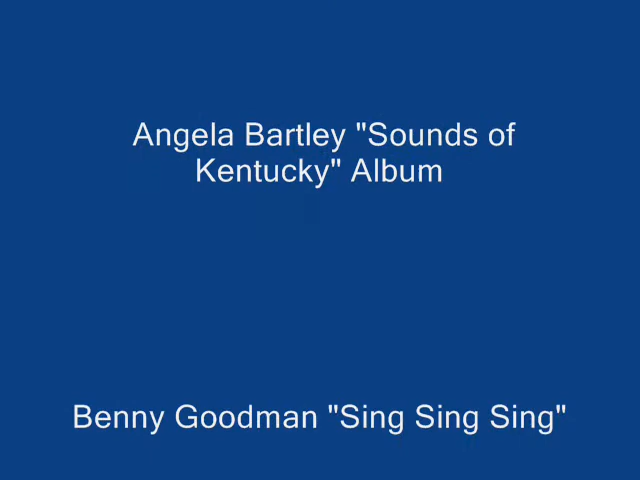 Angela Bartley "Sounds of
Kentucky" Album
Benny Goodman "Sing Sing Sing"